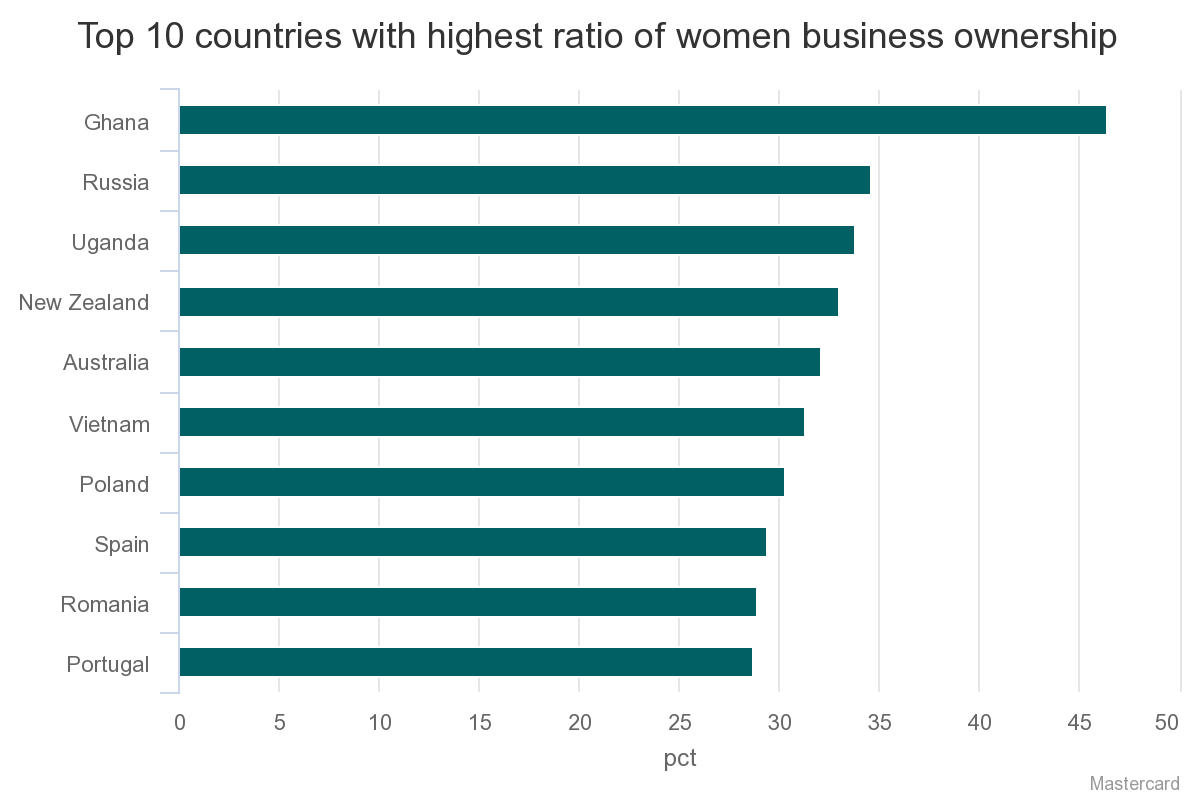 Top 10 countries with highest ratio of women business ownership
Ghana
Russia
Uganda
New Zealand
Australia
Vietnam
Poland
Spain
Romania
Portugal
0 5 10 15 20 25 30 35 40 45 50
pct
Mastercard